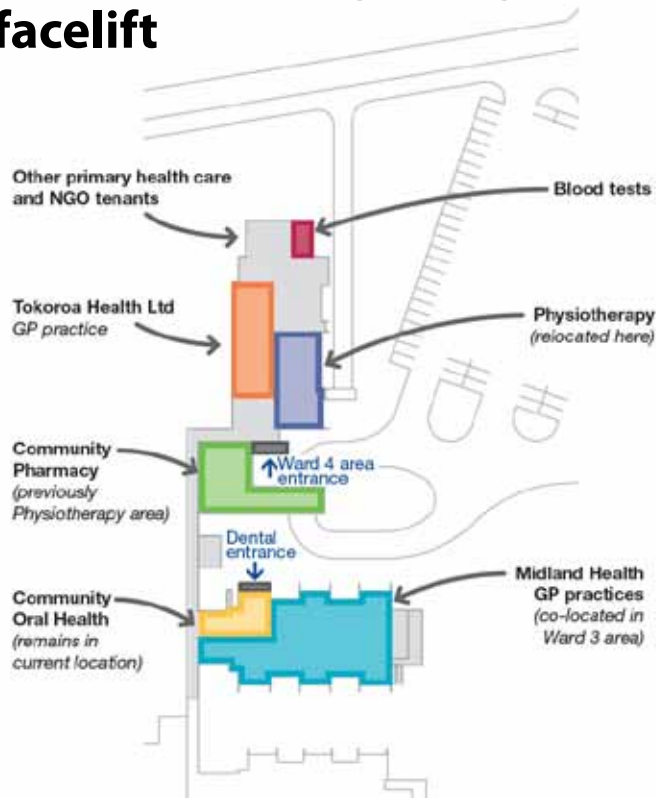 facelift
Other primary health care
and NGO tenants
Blood tests
Tokoroa Health Ltd
GP practice
Physiotherapy
(relocated here)
Community
Pharmacy
(previously
Physiotherapy area)
Ward 4 area
entrance
Dental
entrance
Community
Oral Health
(remains in
current location)
Midland Health
GP practices
(co-located in
Ward 3 area)